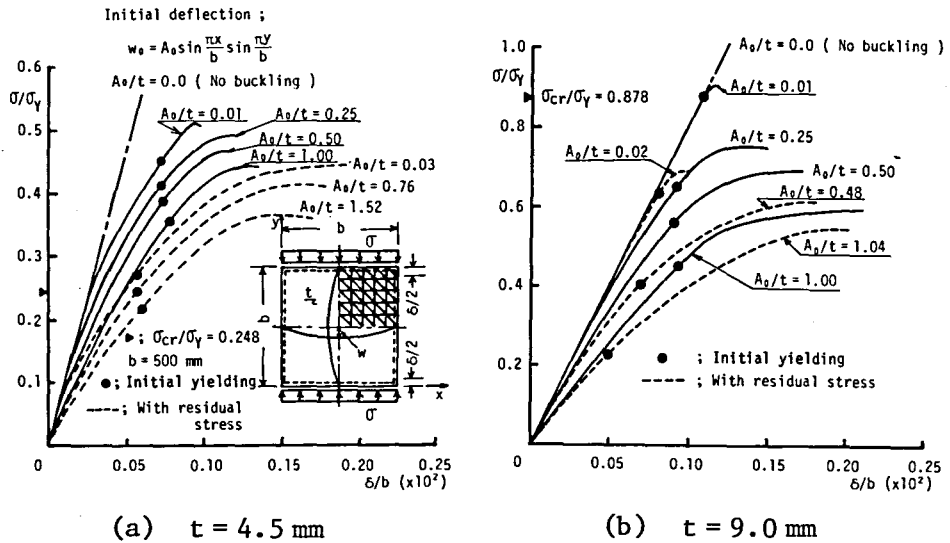 Initial deflection ;
w₀ = A₀ sin πx/b sin πy/b
A₀/t = 0.0 ( No buckling )
0.6
σ/σY
A₀/t = 0.01
A₀/t = 0.25
0.5
A₀/t = 0.50
A₀/t = 1.00
A₀/t = 0.03
0.4
A₀/t = 0.76
A₀/t = 1.52
0.3
y
b
σ
t
b
δ/2
0.2
; σcr/σY = 0.248
w
δ/2
b = 500 mm
0.1
; Initial yielding
x
; With residual
stress
σ
0
0.05
0.10
0.15
0.20
0.25
δ/b (x10²)
(a) t = 4.5 mm
1.0
A₀/t = 0.0 ( No buckling )
σ/σY
A₀/t = 0.01
σcr/σY = 0.878
0.8
A₀/t = 0.02
A₀/t = 0.25
A₀/t = 0.50
0.6
A₀/t = 0.48
A₀/t = 1.04
0.4
A₀/t = 1.00
; Initial yielding
0.2
; With residual stress
0
0.05
0.10
0.15
0.20
0.25
δ/b (x10²)
(b) t = 9.0 mm